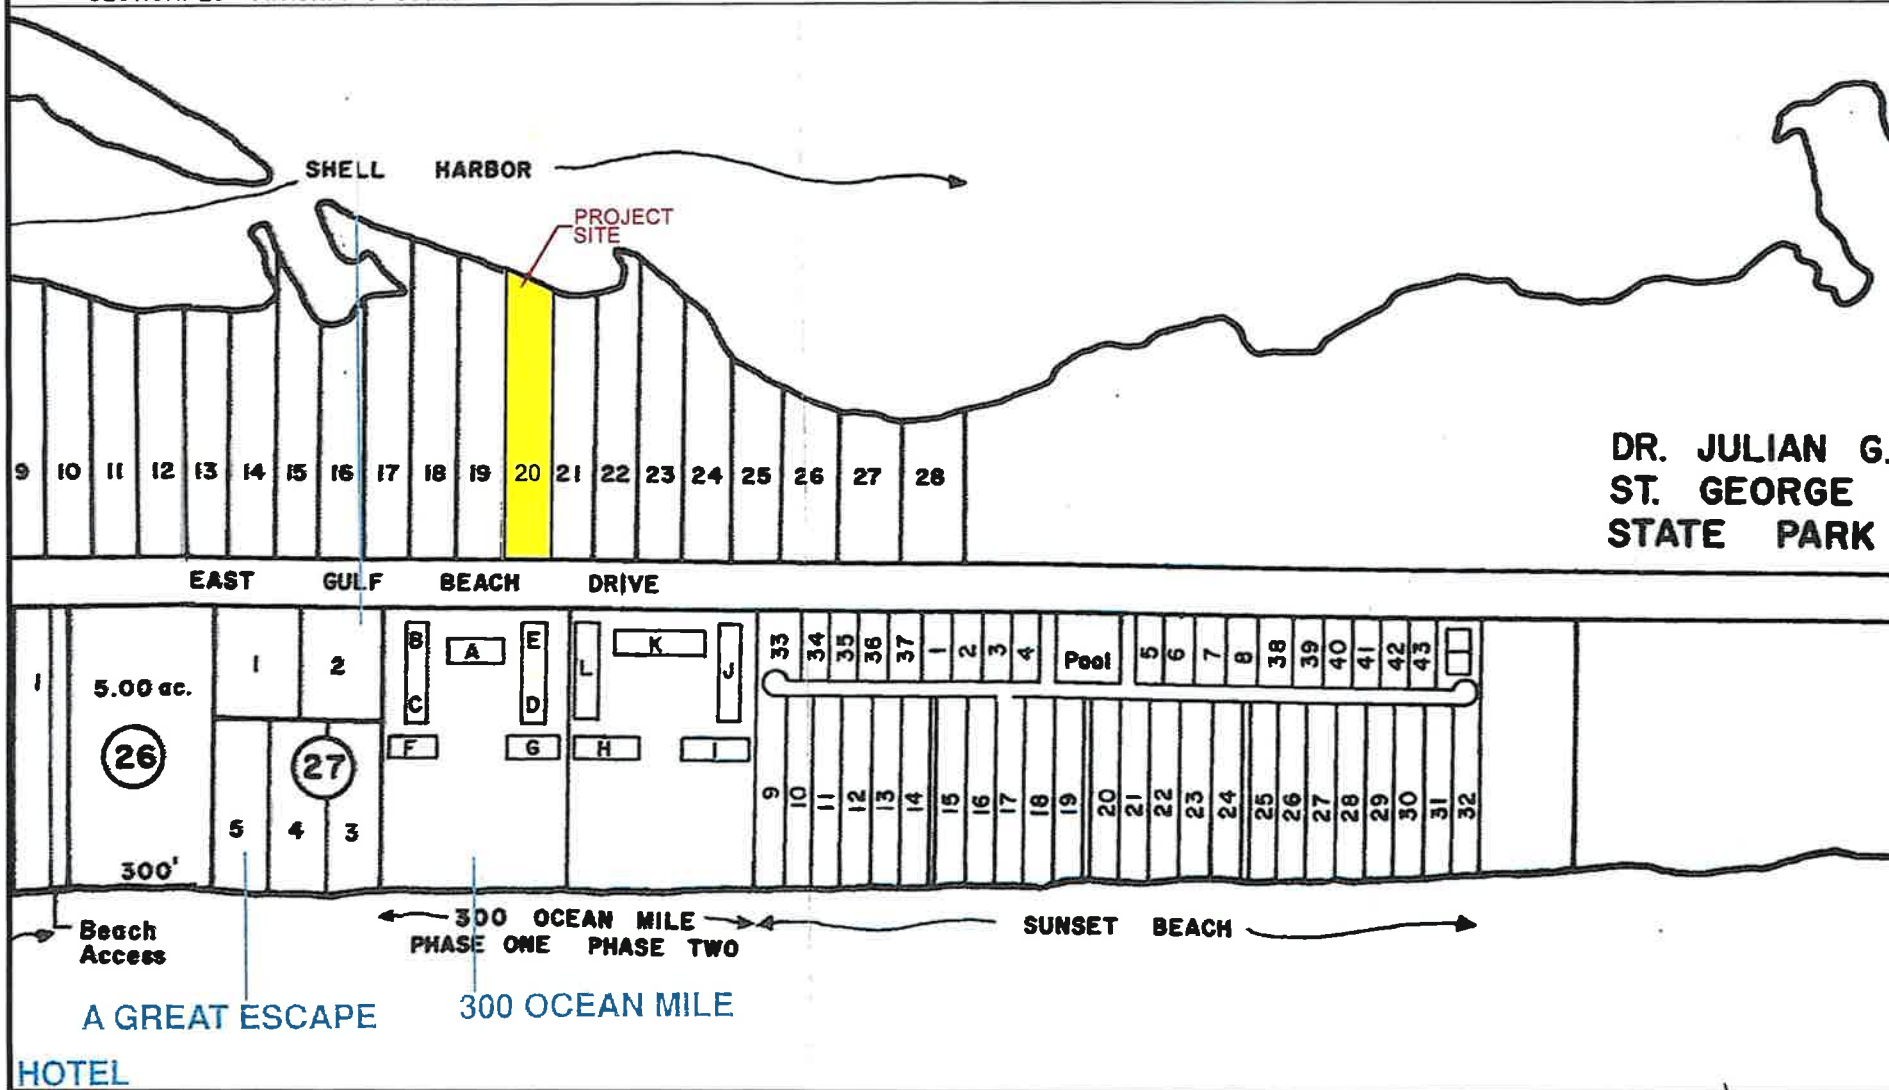 SHELL HARBOR
PROJECT
SITE
9 10 11 12 13 14 15 16 17 18 19 20 21 22 23 24 25 26 27 28
DR. JULIAN G.
ST. GEORGE
STATE PARK
EAST GULF BEACH DRIVE
1
5.00 ac.
26
300'
1 2
27
5 4 3
B A E
C D
F G
L K J
H I
33 34 35 36 37 1 2 3 4 Pool 5 6 7 8 38 39 40 41 42 43
9 10 11 12 13 14 15 16 17 18 19 20 21 22 23 24 25 26 27 28 29 30 31 32
Beach
Access
300 OCEAN MILE
PHASE ONE PHASE TWO
SUNSET BEACH
A GREAT ESCAPE
300 OCEAN MILE
HOTEL